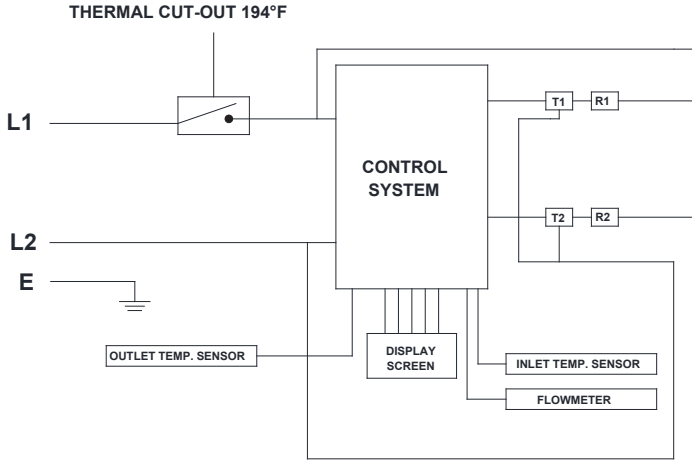 THERMAL CUT-OUT 194°F
L1
T1
R1
CONTROL
SYSTEM
T2
R2
L2
E
OUTLET TEMP. SENSOR
DISPLAY
SCREEN
INLET TEMP. SENSOR
FLOWMETER